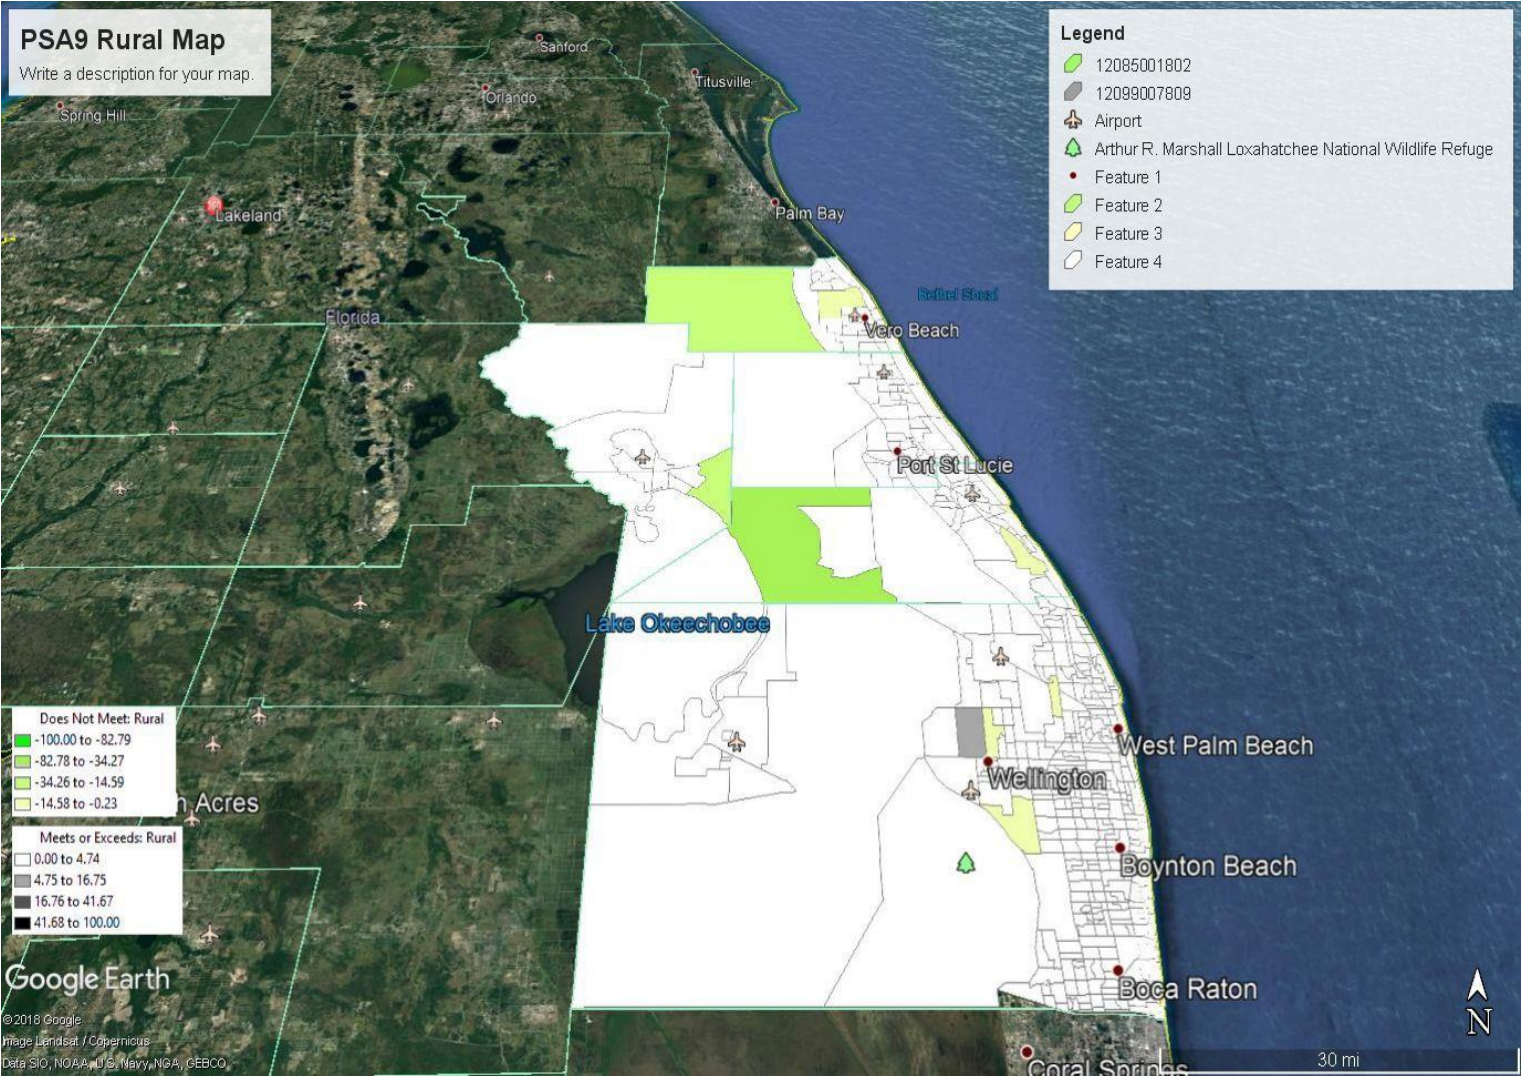 PSA9 Rural Map
Write a description for your map.
Legend
12085001802
12099007809
Airport
Arthur R. Marshall Loxahatchee National Wildlife Refuge
Feature 1
Feature 2
Feature 3
Feature 4
Sanford
Titusville
Orlando
Spring Hill
Lakeland
Palm Bay
Bethel Shoal
Florida
Vero Beach
Port St Lucie
Lake Okeechobee
West Palm Beach
Wellington
Does Not Meet: Rural
-100.00 to -82.79
-82.78 to -34.27
-34.26 to -14.59
-14.58 to -0.23
h Acres
Meets or Exceeds: Rural
0.00 to 4.74
4.75 to 16.75
16.76 to 41.67
41.68 to 100.00
Boynton Beach
Boca Raton
Coral Springs
Google Earth
©2018 Google
Image Landsat / Copernicus
Data SIO, NOAA, U.S. Navy, NGA, GEBCO
N
30 mi